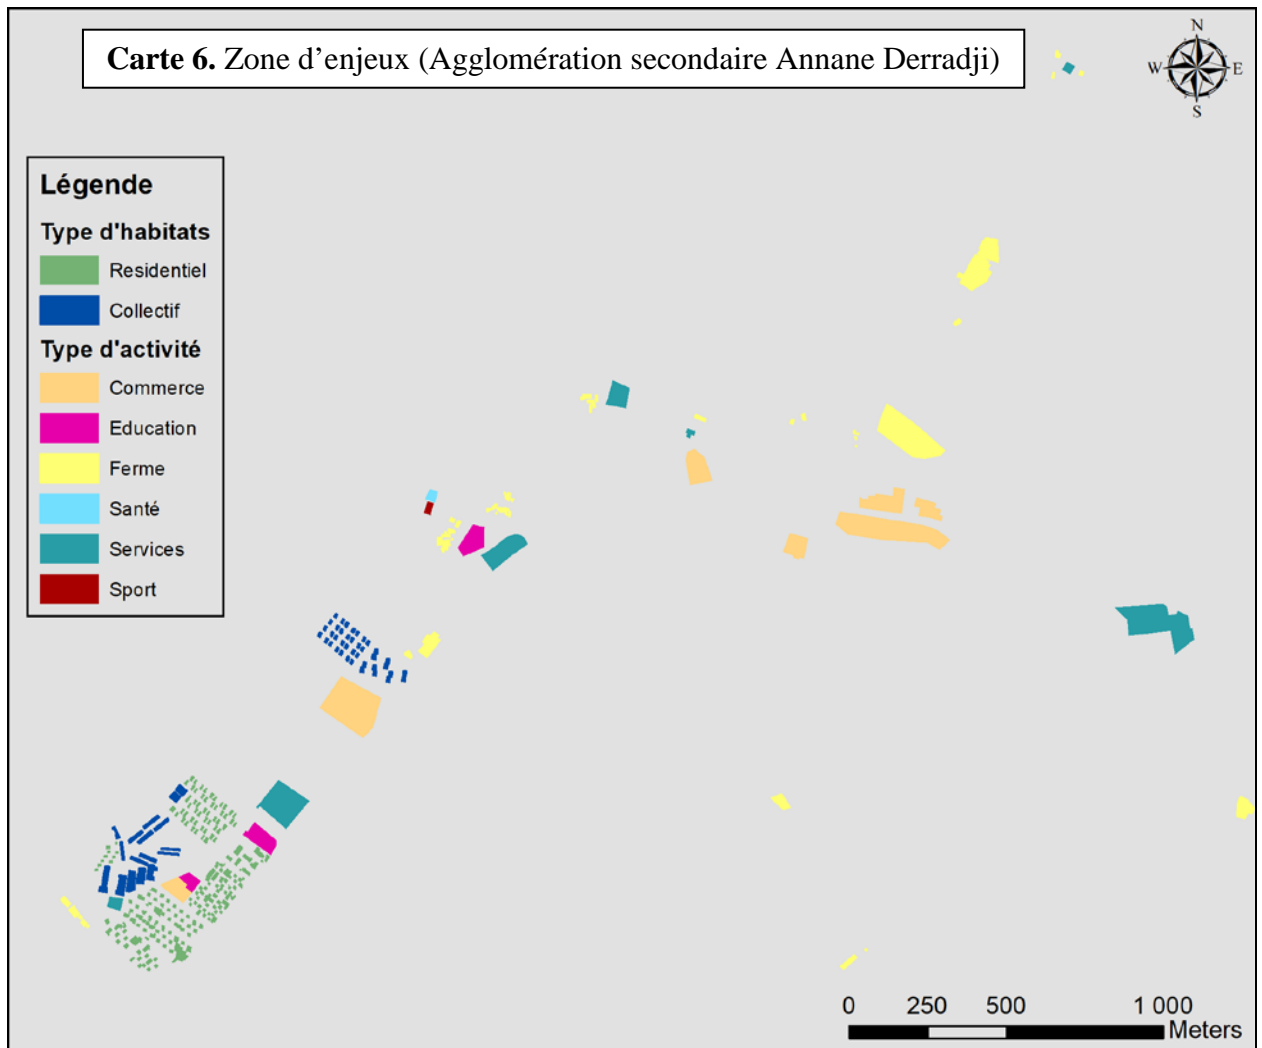 Carte 6. Zone d'enjeux (Agglomération secondaire Annane Derradji)
N
W E
S
Légende
Type d'habitats
Residentiel
Collectif
Type d'activité
Commerce
Education
Ferme
Santé
Services
Sport
0 250 500 1 000
Meters